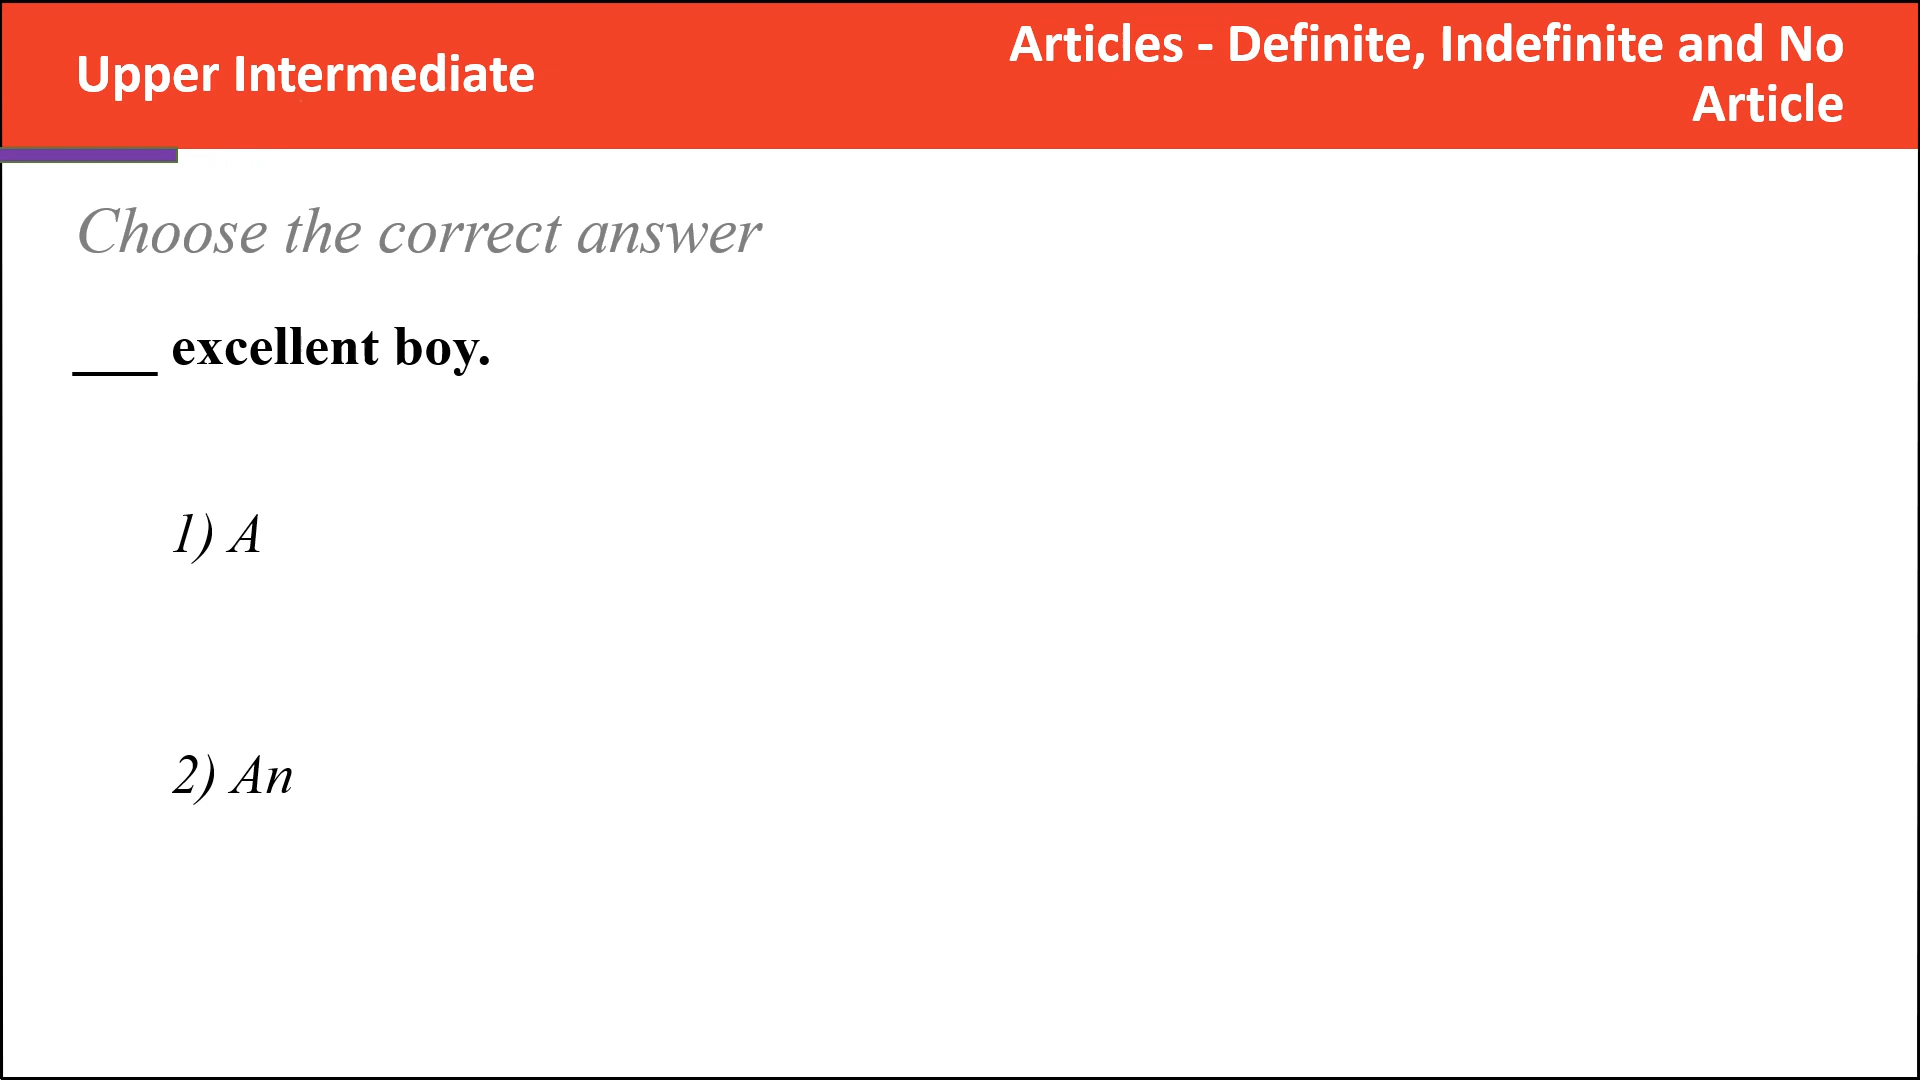 Upper Intermediate
Articles - Definite, Indefinite and No
Article
Choose the correct answer
___ excellent boy.
1) A
2) An